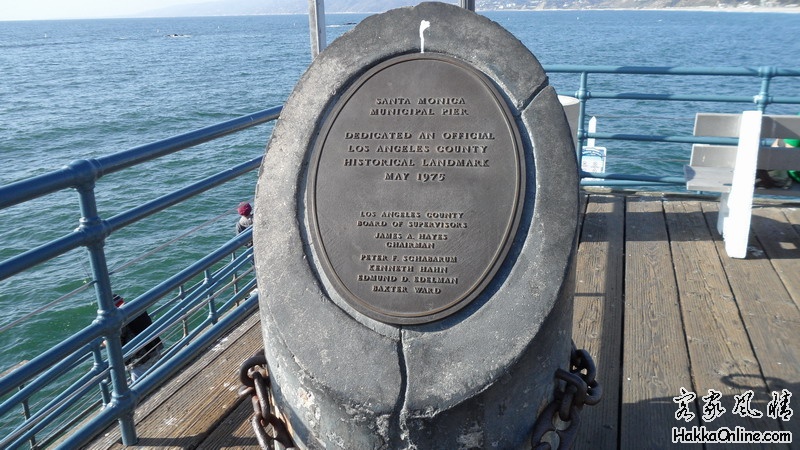 SANTA MONICA
MUNICIPAL PIER
DEDICATED AN OFFICIAL
LOS ANGELES COUNTY
HISTORICAL LANDMARK
MAY 1975
LOS ANGELES COUNTY
BOARD OF SUPERVISORS
JAMES A. HAYES
CHAIRMAN
PETER F. SCHABARUM
KENNETH HAHN
EDMUND D. EDELMAN
BAXTER WARD
客家風情
HakkaOnline.com